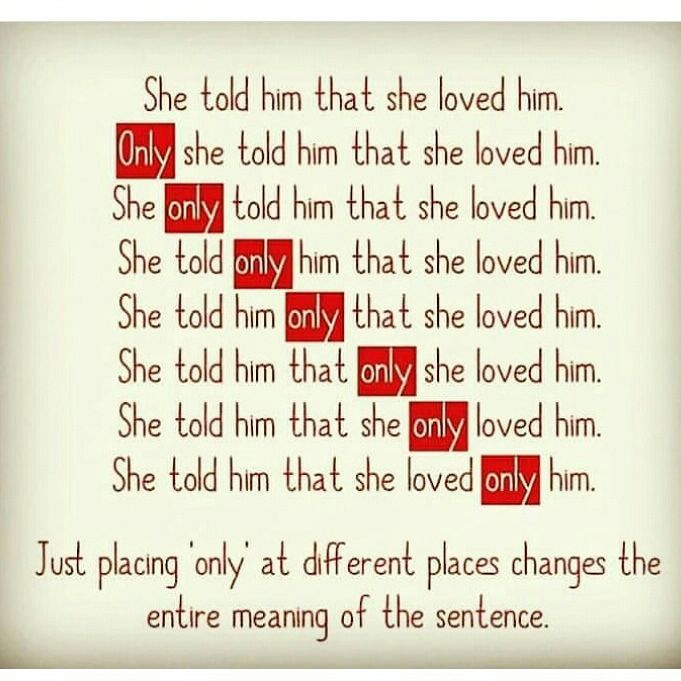 She told him that she loved him.
Only she told him that she loved him.
She only told him that she loved him.
She told only him that she loved him.
She told him only that she loved him.
She told him that only she loved him.
She told him that she only loved him.
She told him that she loved only him.
Just placing 'only' at different places changes the
entire meaning of the sentence.